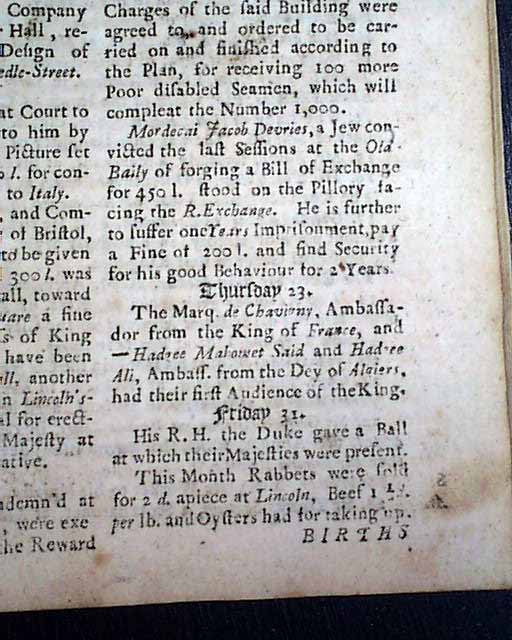 Company
Hall, re-
Design of
edle-Street.
at Court to
to him by
Picture set
l. for con-
to Italy.
, and Com-
of Bristol,
to be given
300 l. was
all, toward
uare a fine
s of King
have been
ll, another
n Lincoln's-
l for erect-
Majesty at
ative.
ndemn'd at
, were exe
the Reward
Charges of the said Building were
agreed to, and ordered to be car-
ried on and finished according to
the Plan, for receiving 100 more
Poor disabled Seamen, which will
compleat the Number 1,000.
Mordecai Jacob Devries, a Jew con-
victed the last Sessions at the Old-
Baily of forging a Bill of Exchange
for 450 l. stood on the Pillory fa-
cing the R. Exchange. He is further
to suffer one Years Imprisonment, pay
a Fine of 200 l. and find Security
for his good Behaviour for 2 Years.
Thursday 23.
The Marq. de Chavigny, Ambassa-
dor from the King of France, and
—Hadgee Mahomet Said and Hadgee
Ali, Ambass. from the Dey of Algiers,
had their first Audience of the King.
Friday 31.
His R. H. the Duke gave a Ball
at which their Majesties were present.
This Month Rabbets were sold
for 2 d. apiece at Lincoln, Beef 1 ½ d.
per lb. and Oysters had for taking up.
BIRTHS